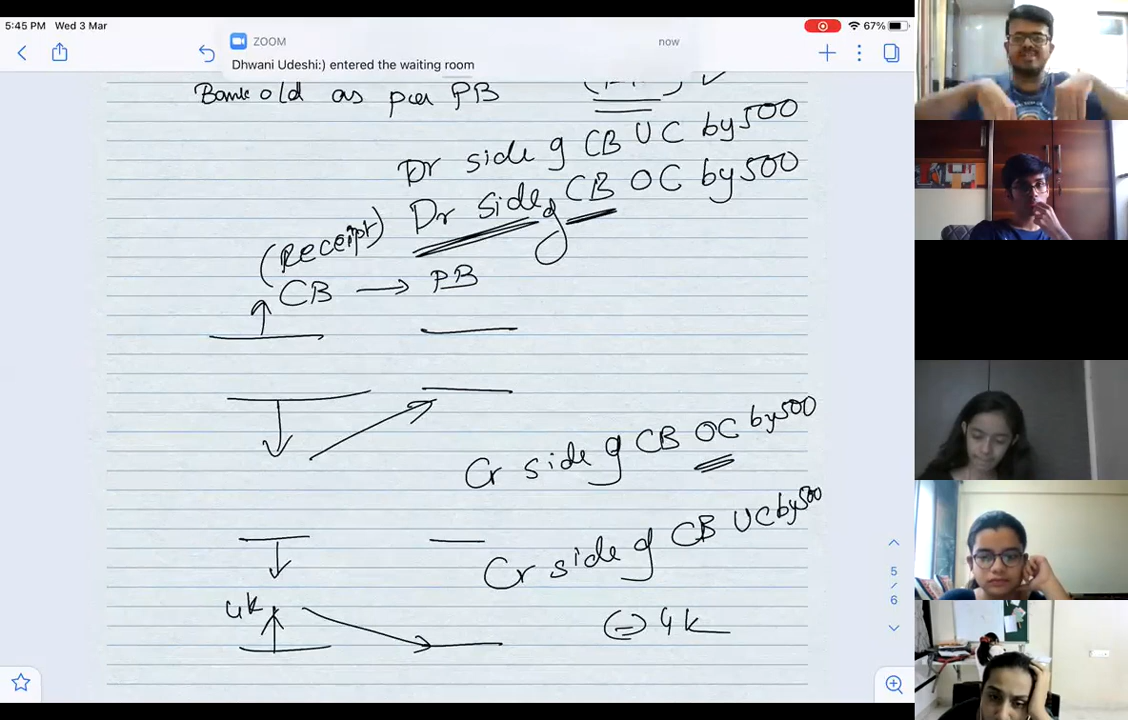 5:45 PM Wed 3 Mar
67%
ZOOM
now
Dhwani Udeshi:) entered the waiting room
Bank old as per PB
Dr side of CB UC by 500
Dr side of CB OC by 500
(Receipt)
CB → PB
Cr side of CB OC by 500
Cr side of CB UC by 500
4k
(-) 4k
5
/
6